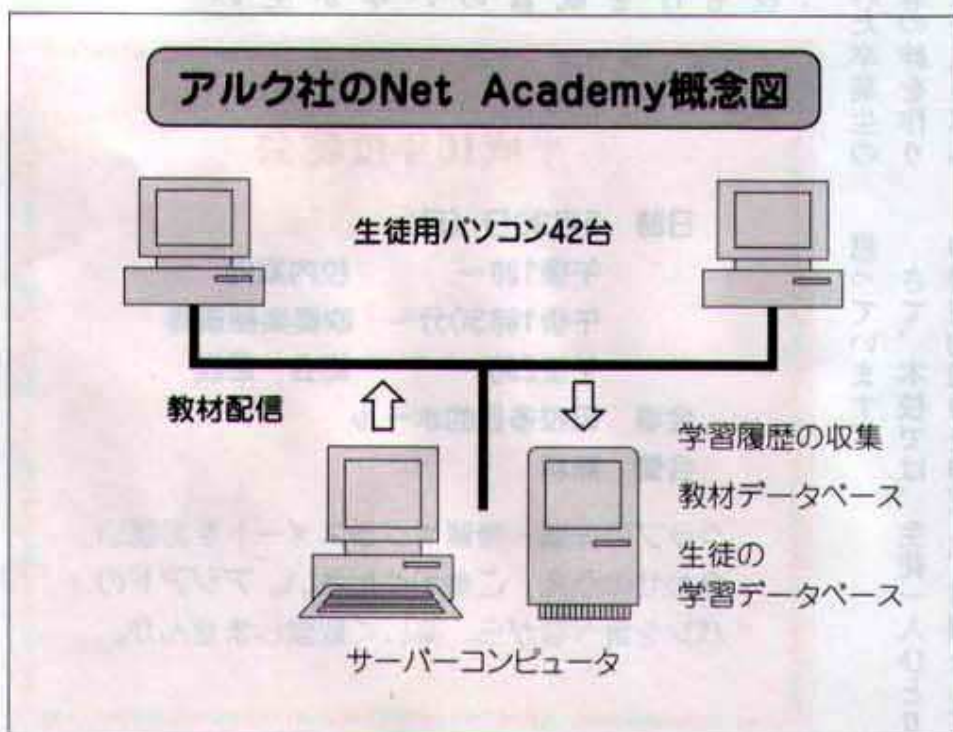 アルク社のNet Academy概念図
生徒用パソコン42台
教材配信
学習履歴の収集
教材データベース
生徒の
学習データベース
サーバーコンピュータ